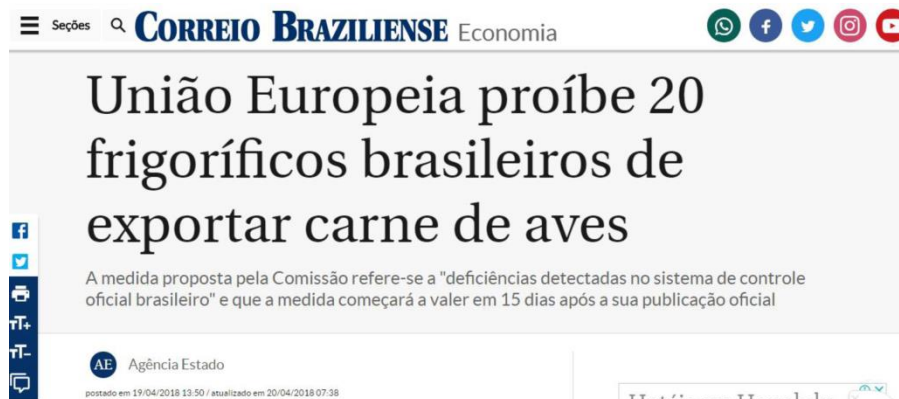 Seções CORREIO BRAZILIENSE Economia
União Europeia proíbe 20
frigoríficos brasileiros de
exportar carne de aves
A medida proposta pela Comissão refere-se a "deficiências detectadas no sistema de controle
oficial brasileiro" e que a medida começará a valer em 15 dias após a sua publicação oficial
TT+
TT-
AE Agência Estado
postado em 19/04/2018 13:50 / atualizado em 20/04/2018 07:38